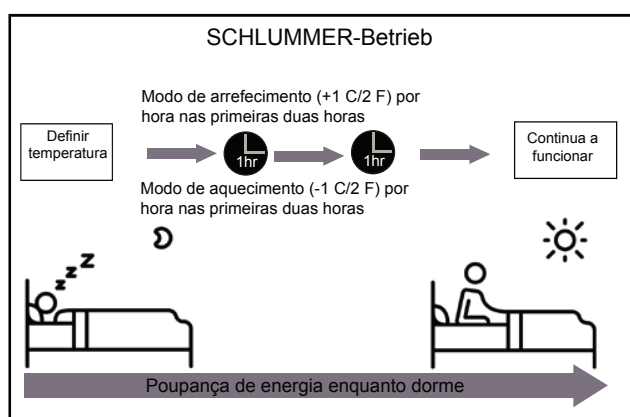 SCHLUMMER-Betrieb
Modo de arrefecimento (+1 C/2 F) por
hora nas primeiras duas horas
Definir
temperatura
1hr
1hr
Continua a
funcionar
Modo de aquecimento (-1 C/2 F) por
hora nas primeiras duas horas
z z z
Poupança de energia enquanto dorme